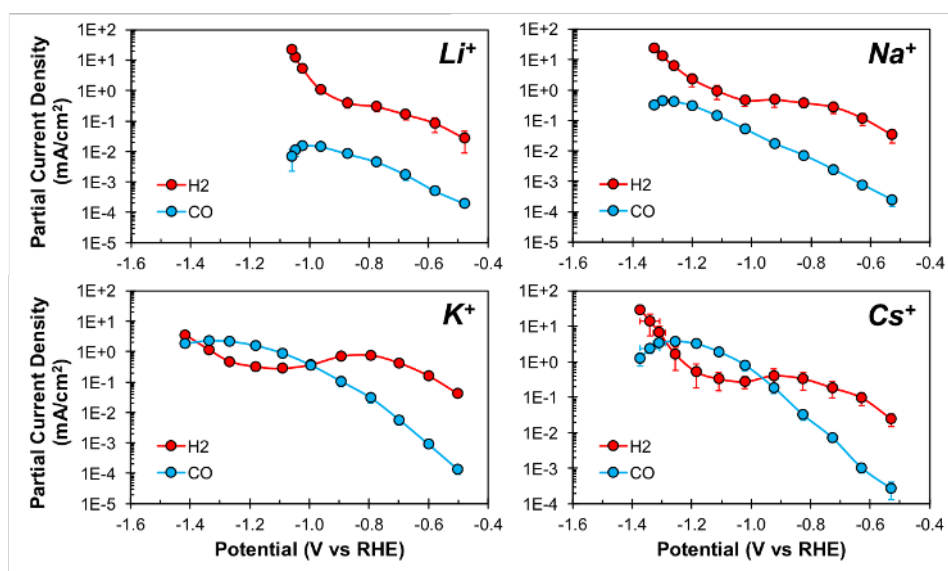 Partial Current Density
(mA/cm²)
1E+2
1E+1
1E+0
1E-1
1E-2
1E-3
1E-4
1E-5
Li⁺
H2
CO
-1.6 -1.4 -1.2 -1.0 -0.8 -0.6 -0.4
1E+2
1E+1
1E+0
1E-1
1E-2
1E-3
1E-4
1E-5
Na⁺
H2
CO
-1.6 -1.4 -1.2 -1.0 -0.8 -0.6 -0.4
Partial Current Density
(mA/cm²)
1E+2
1E+1
1E+0
1E-1
1E-2
1E-3
1E-4
1E-5
K⁺
H2
CO
-1.6 -1.4 -1.2 -1.0 -0.8 -0.6 -0.4
Potential (V vs RHE)
1E+2
1E+1
1E+0
1E-1
1E-2
1E-3
1E-4
Cs⁺
H2
CO
-1.6 -1.4 -1.2 -1.0 -0.8 -0.6 -0.4
Potential (V vs RHE)